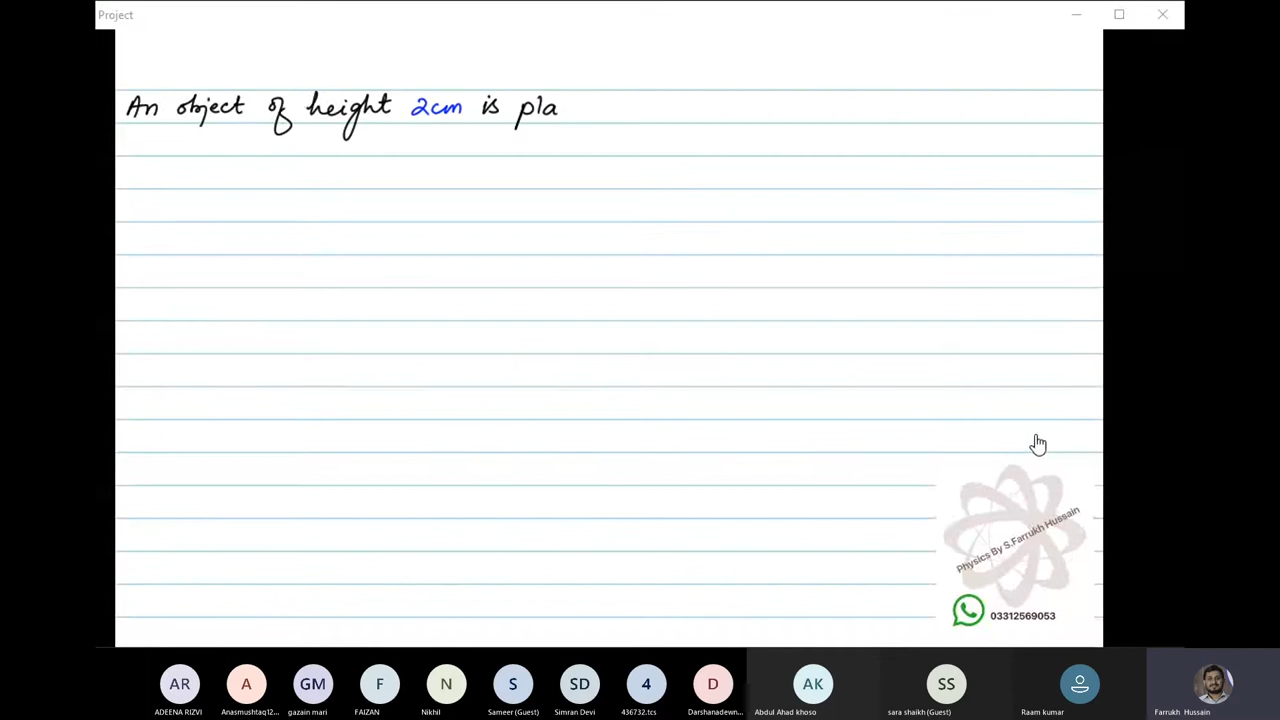 Project
An object of height 2cm is pla
Physics By S.Farrukh Hussain
03312569053
AR
A
GM
F
N
S
SD
4
D
AK
SS
ADEENA RIZVI
Anasmushtaq12...
gazain mari
FAIZAN
Nikhil
Sameer (Guest)
Simran Devi
436732.tcs
Darshanadewn...
Abdul Ahad khoso
sara shaikh (Guest)
Raam kumar
Farrukh Hussain